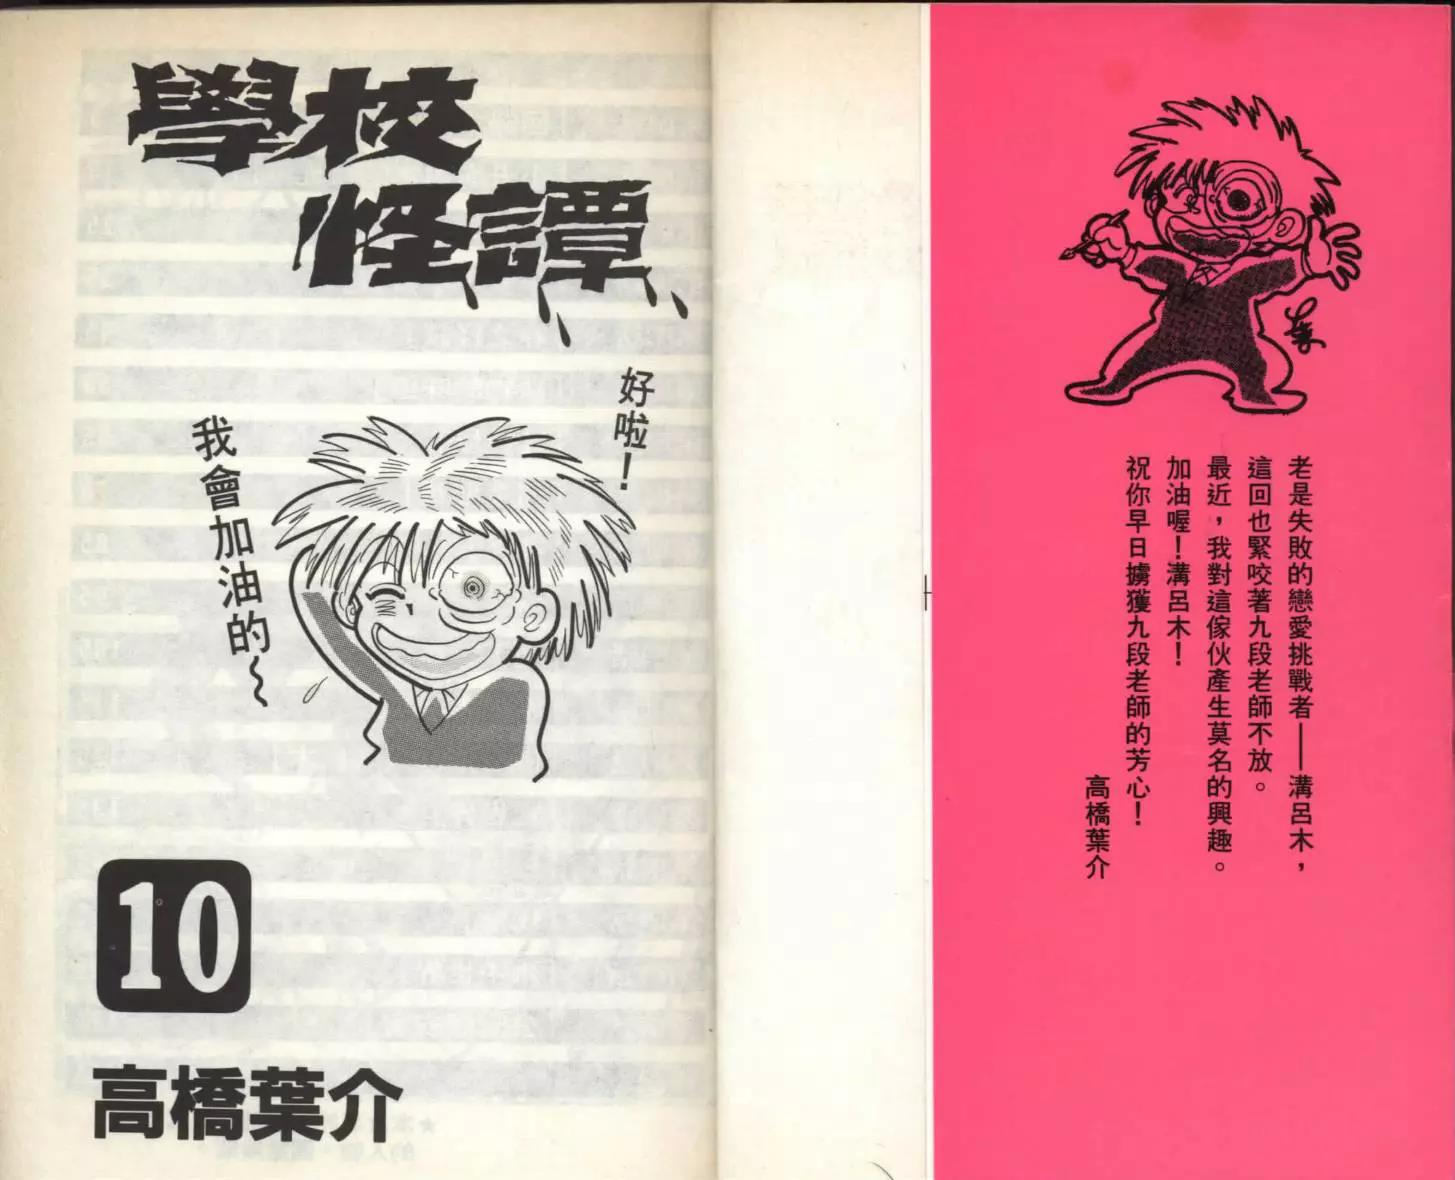 老是失敗的戀愛挑戰者——溝呂木，
這回也緊咬著九段老師不放。
最近，我對這傢伙產生莫名的興趣。
加油喔！溝呂木！
祝你早日擄獲九段老師的芳心！
高橋葉介
學校
怪譚
好啦！
我會加油的～
10
高橋葉介